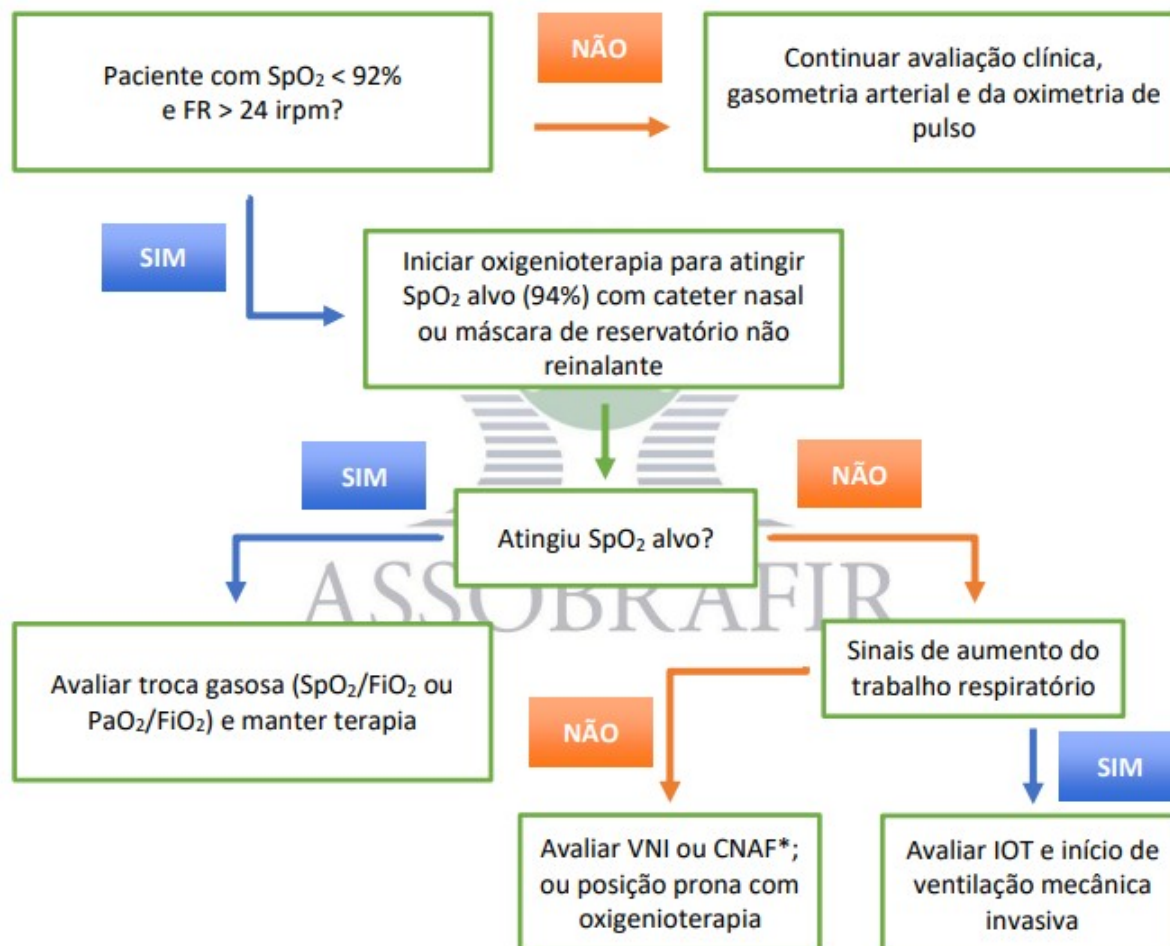 Paciente com SpO₂ < 92%
e FR > 24 irpm?
NÃO
Continuar avaliação clínica,
gasometria arterial e da oximetria de
pulso
SIM
Iniciar oxigenioterapia para atingir
SpO₂ alvo (94%) com cateter nasal
ou máscara de reservatório não
reinalante
SIM
NÃO
Atingiu SpO₂ alvo?
ASSOBRAFIR
Avaliar troca gasosa (SpO₂/FiO₂ ou
PaO₂/FiO₂) e manter terapia
Sinais de aumento do
trabalho respiratório
NÃO
SIM
Avaliar VNI ou CNAF*;
ou posição prona com
oxigenioterapia
Avaliar IOT e início de
ventilação mecânica
invasiva